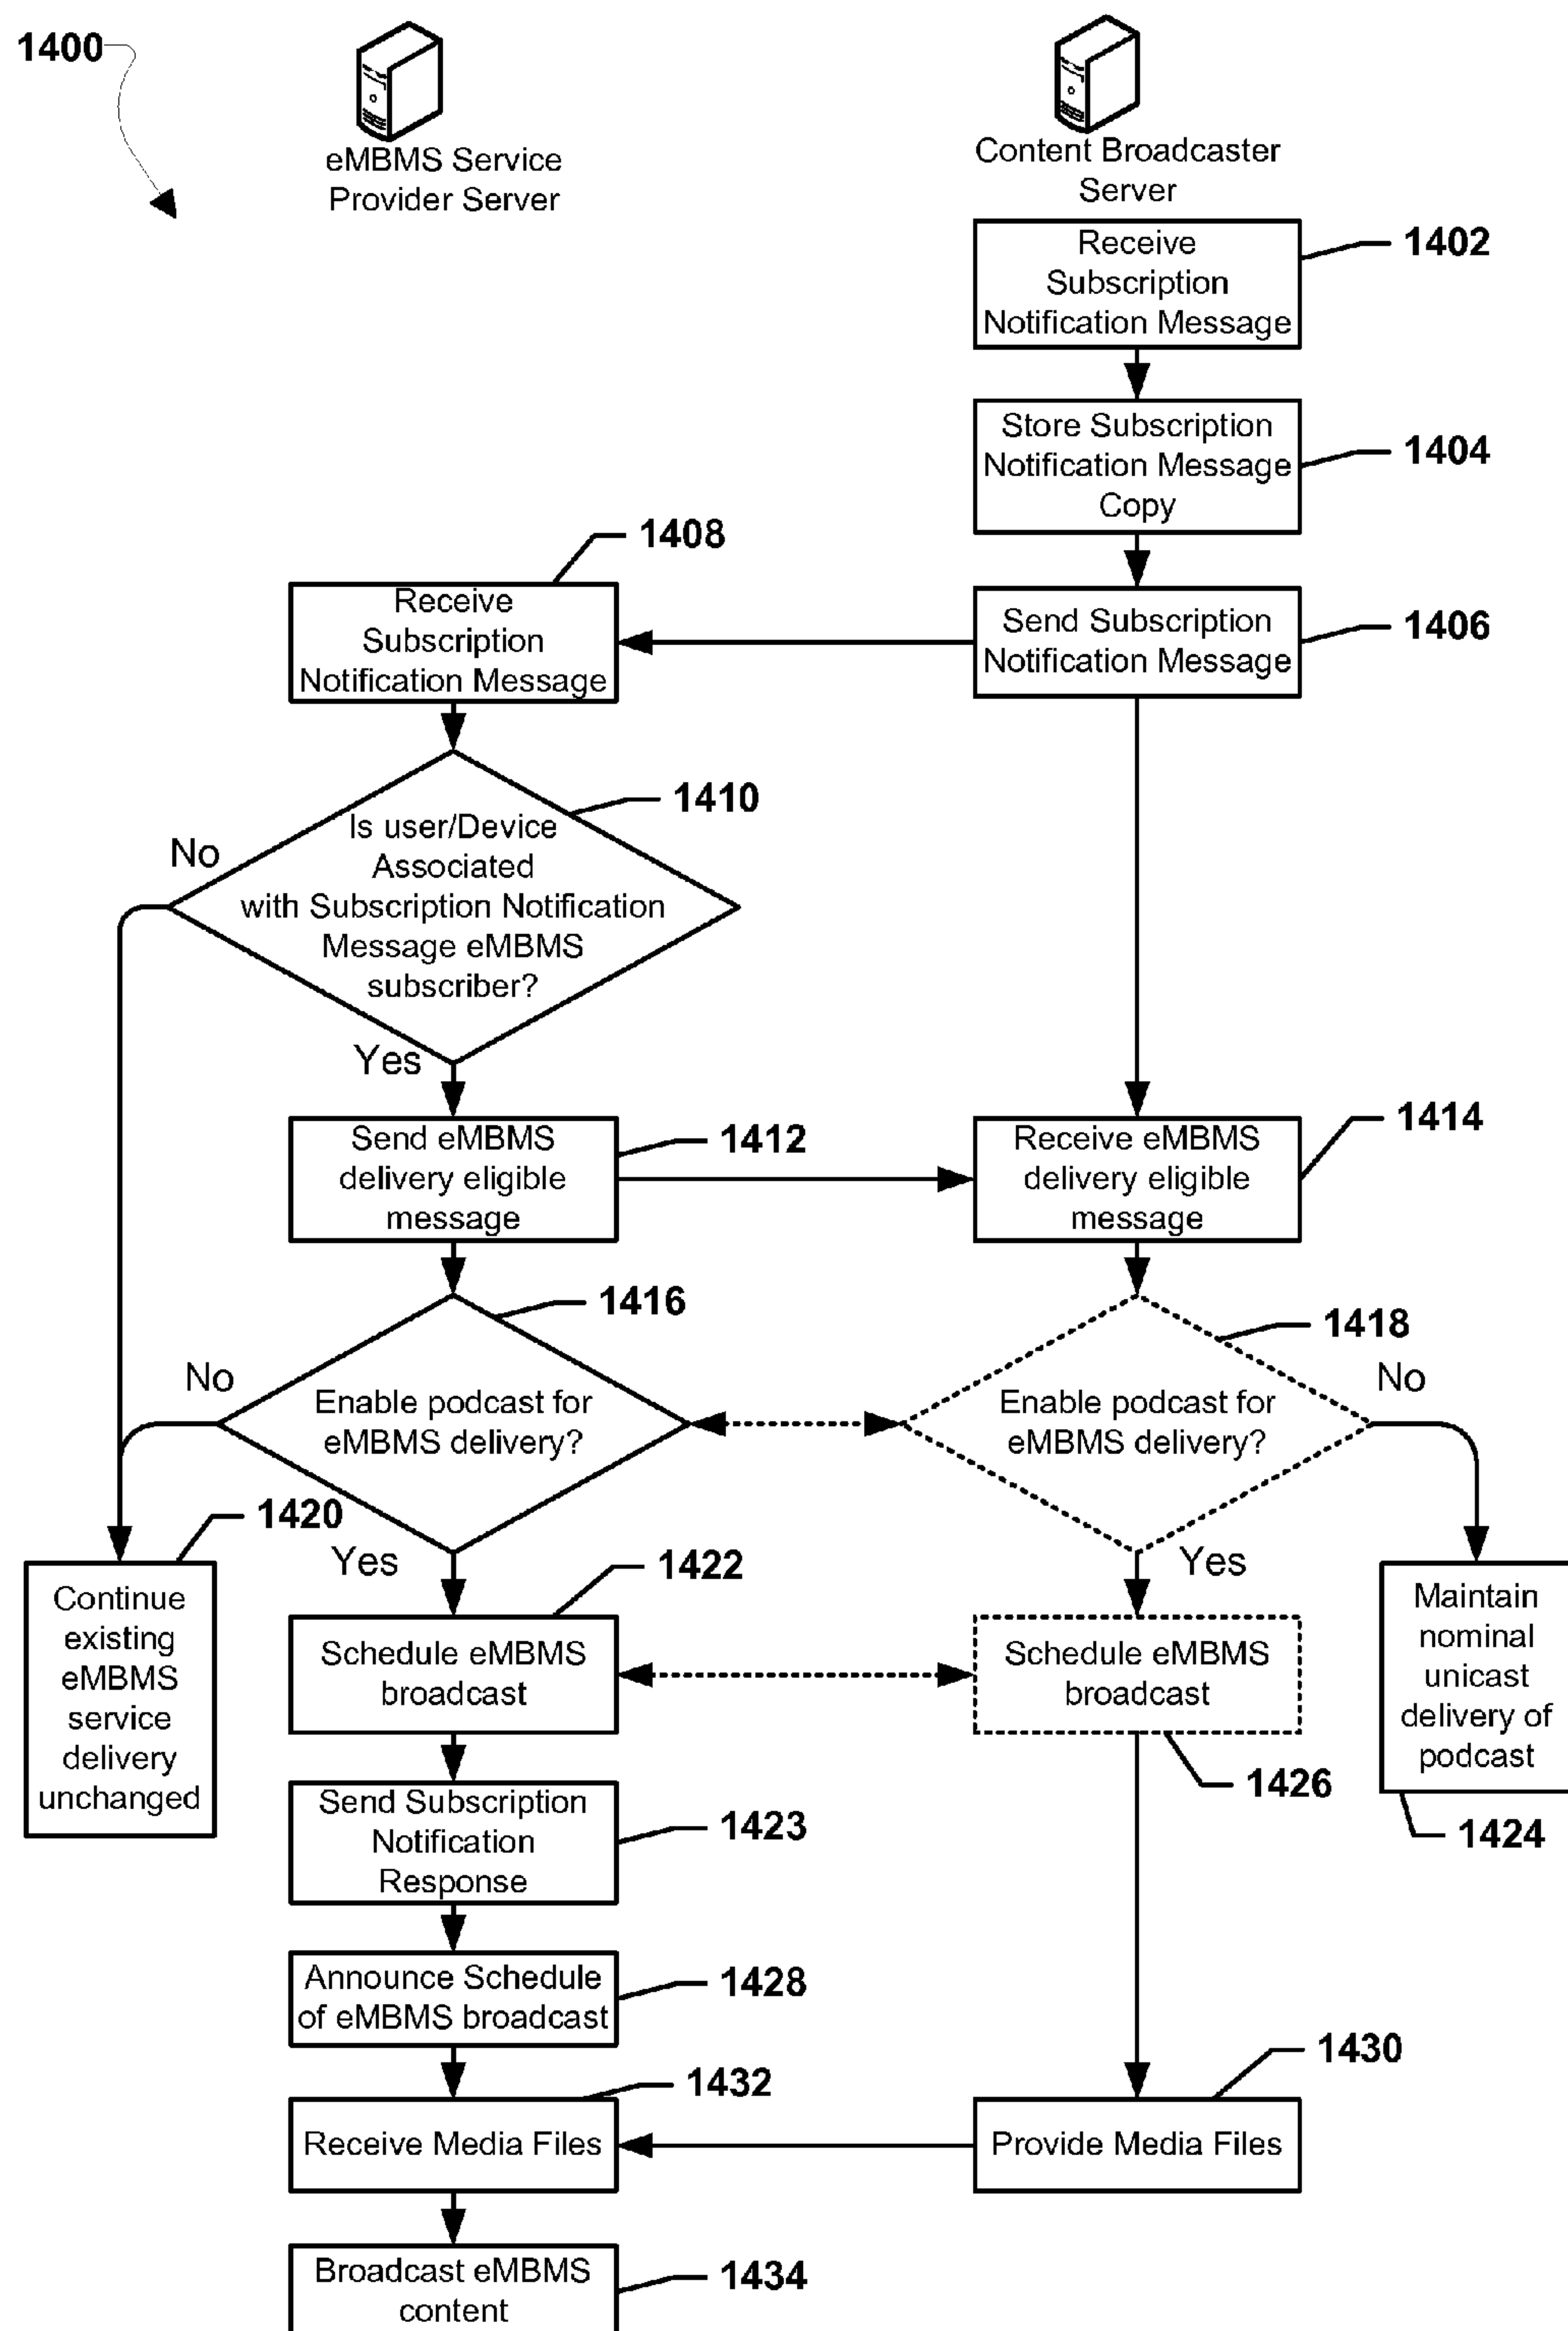 1400
eMBMS Service
Provider Server
Content Broadcaster
Server
Receive
Subscription
Notification Message
1402
Store Subscription
Notification Message
Copy
1404
Send Subscription
Notification Message
1406
1408
Receive
Subscription
Notification Message
1410
Is user/Device
Associated
with Subscription Notification
Message eMBMS
subscriber?
No
Yes
Send eMBMS
delivery eligible
message
1412
Receive eMBMS
delivery eligible
message
1414
1416
Enable podcast for
eMBMS delivery?
No
Yes
1418
Enable podcast for
eMBMS delivery?
No
Yes
1420
Continue
existing
eMBMS
service
delivery
unchanged
1422
Schedule eMBMS
broadcast
Schedule eMBMS
broadcast
1426
Maintain
nominal
unicast
delivery of
podcast
1424
Send Subscription
Notification
Response
1423
Announce Schedule
of eMBMS broadcast
1428
1432
Receive Media Files
1430
Provide Media Files
Broadcast eMBMS
content
1434